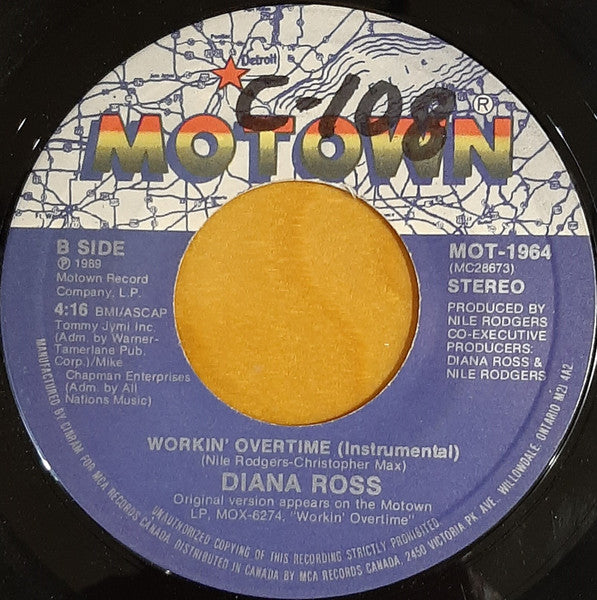 Detroit
C-108
MOTOWN®
B SIDE
℗ 1989
Motown Record
Company, L.P.
4:16 BMI/ASCAP
Tommy Jymi Inc.
(Adm. by Warner-
Tamerlane Pub.
Corp.)/Mike
Chapman Enterprises
(Adm. by All
Nations Music)
MOT-1964
(MC28673)
STEREO
PRODUCED BY
NILE RODGERS
CO-EXECUTIVE
PRODUCERS:
DIANA ROSS &
NILE RODGERS
WORKIN' OVERTIME (Instrumental)
(Nile Rodgers-Christopher Max)
DIANA ROSS
Original version appears on the Motown
LP, MOX-6274, "Workin' Overtime"
UNAUTHORIZED COPYING OF THIS RECORDING STRICTLY PROHIBITED.
MANUFACTURED BY CINRAM FOR MCA RECORDS CANADA. DISTRIBUTED IN CANADA BY MCA RECORDS CANADA, 2450 VICTORIA PK. AVE., WILLOWDALE, ONTARIO M2J 4A2.